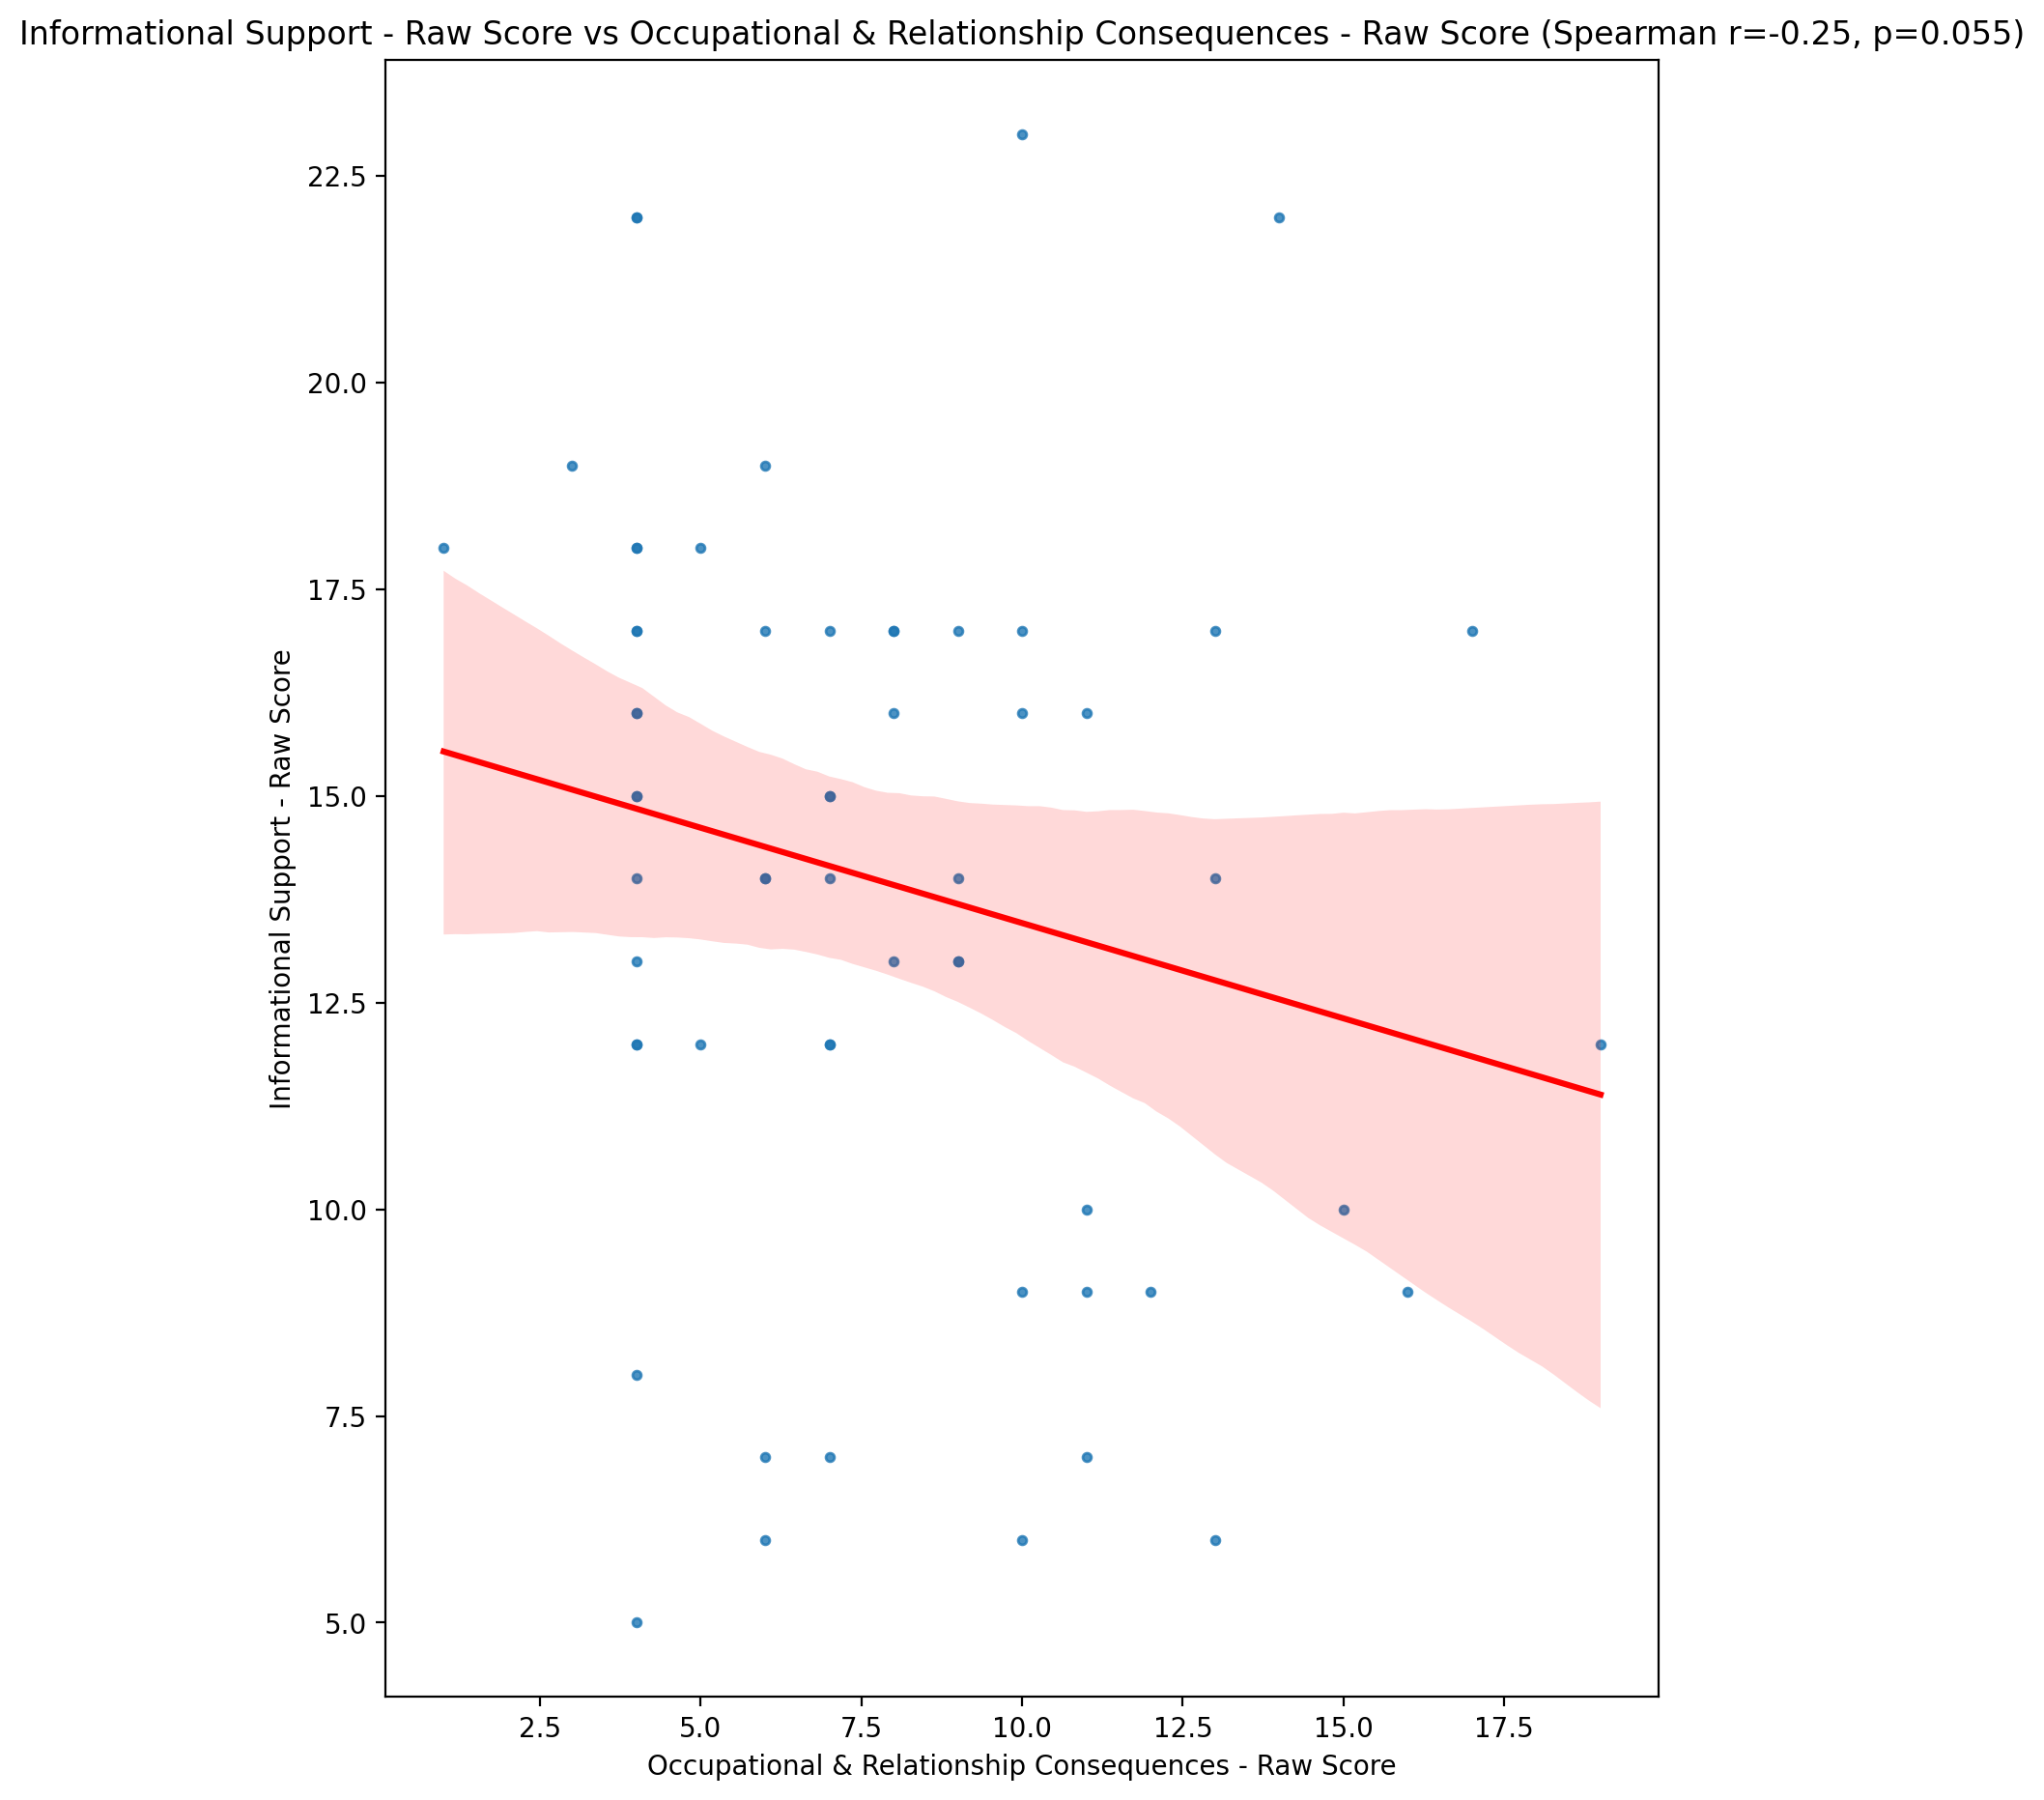 Informational Support - Raw Score vs Occupational & Relationship Consequences - Raw Score (Spearman r=-0.25, p=0.055)
Informational Support - Raw Score
22.5
20.0
17.5
15.0
12.5
10.0
7.5
5.0
2.5 5.0 7.5 10.0 12.5 15.0 17.5
Occupational & Relationship Consequences - Raw Score